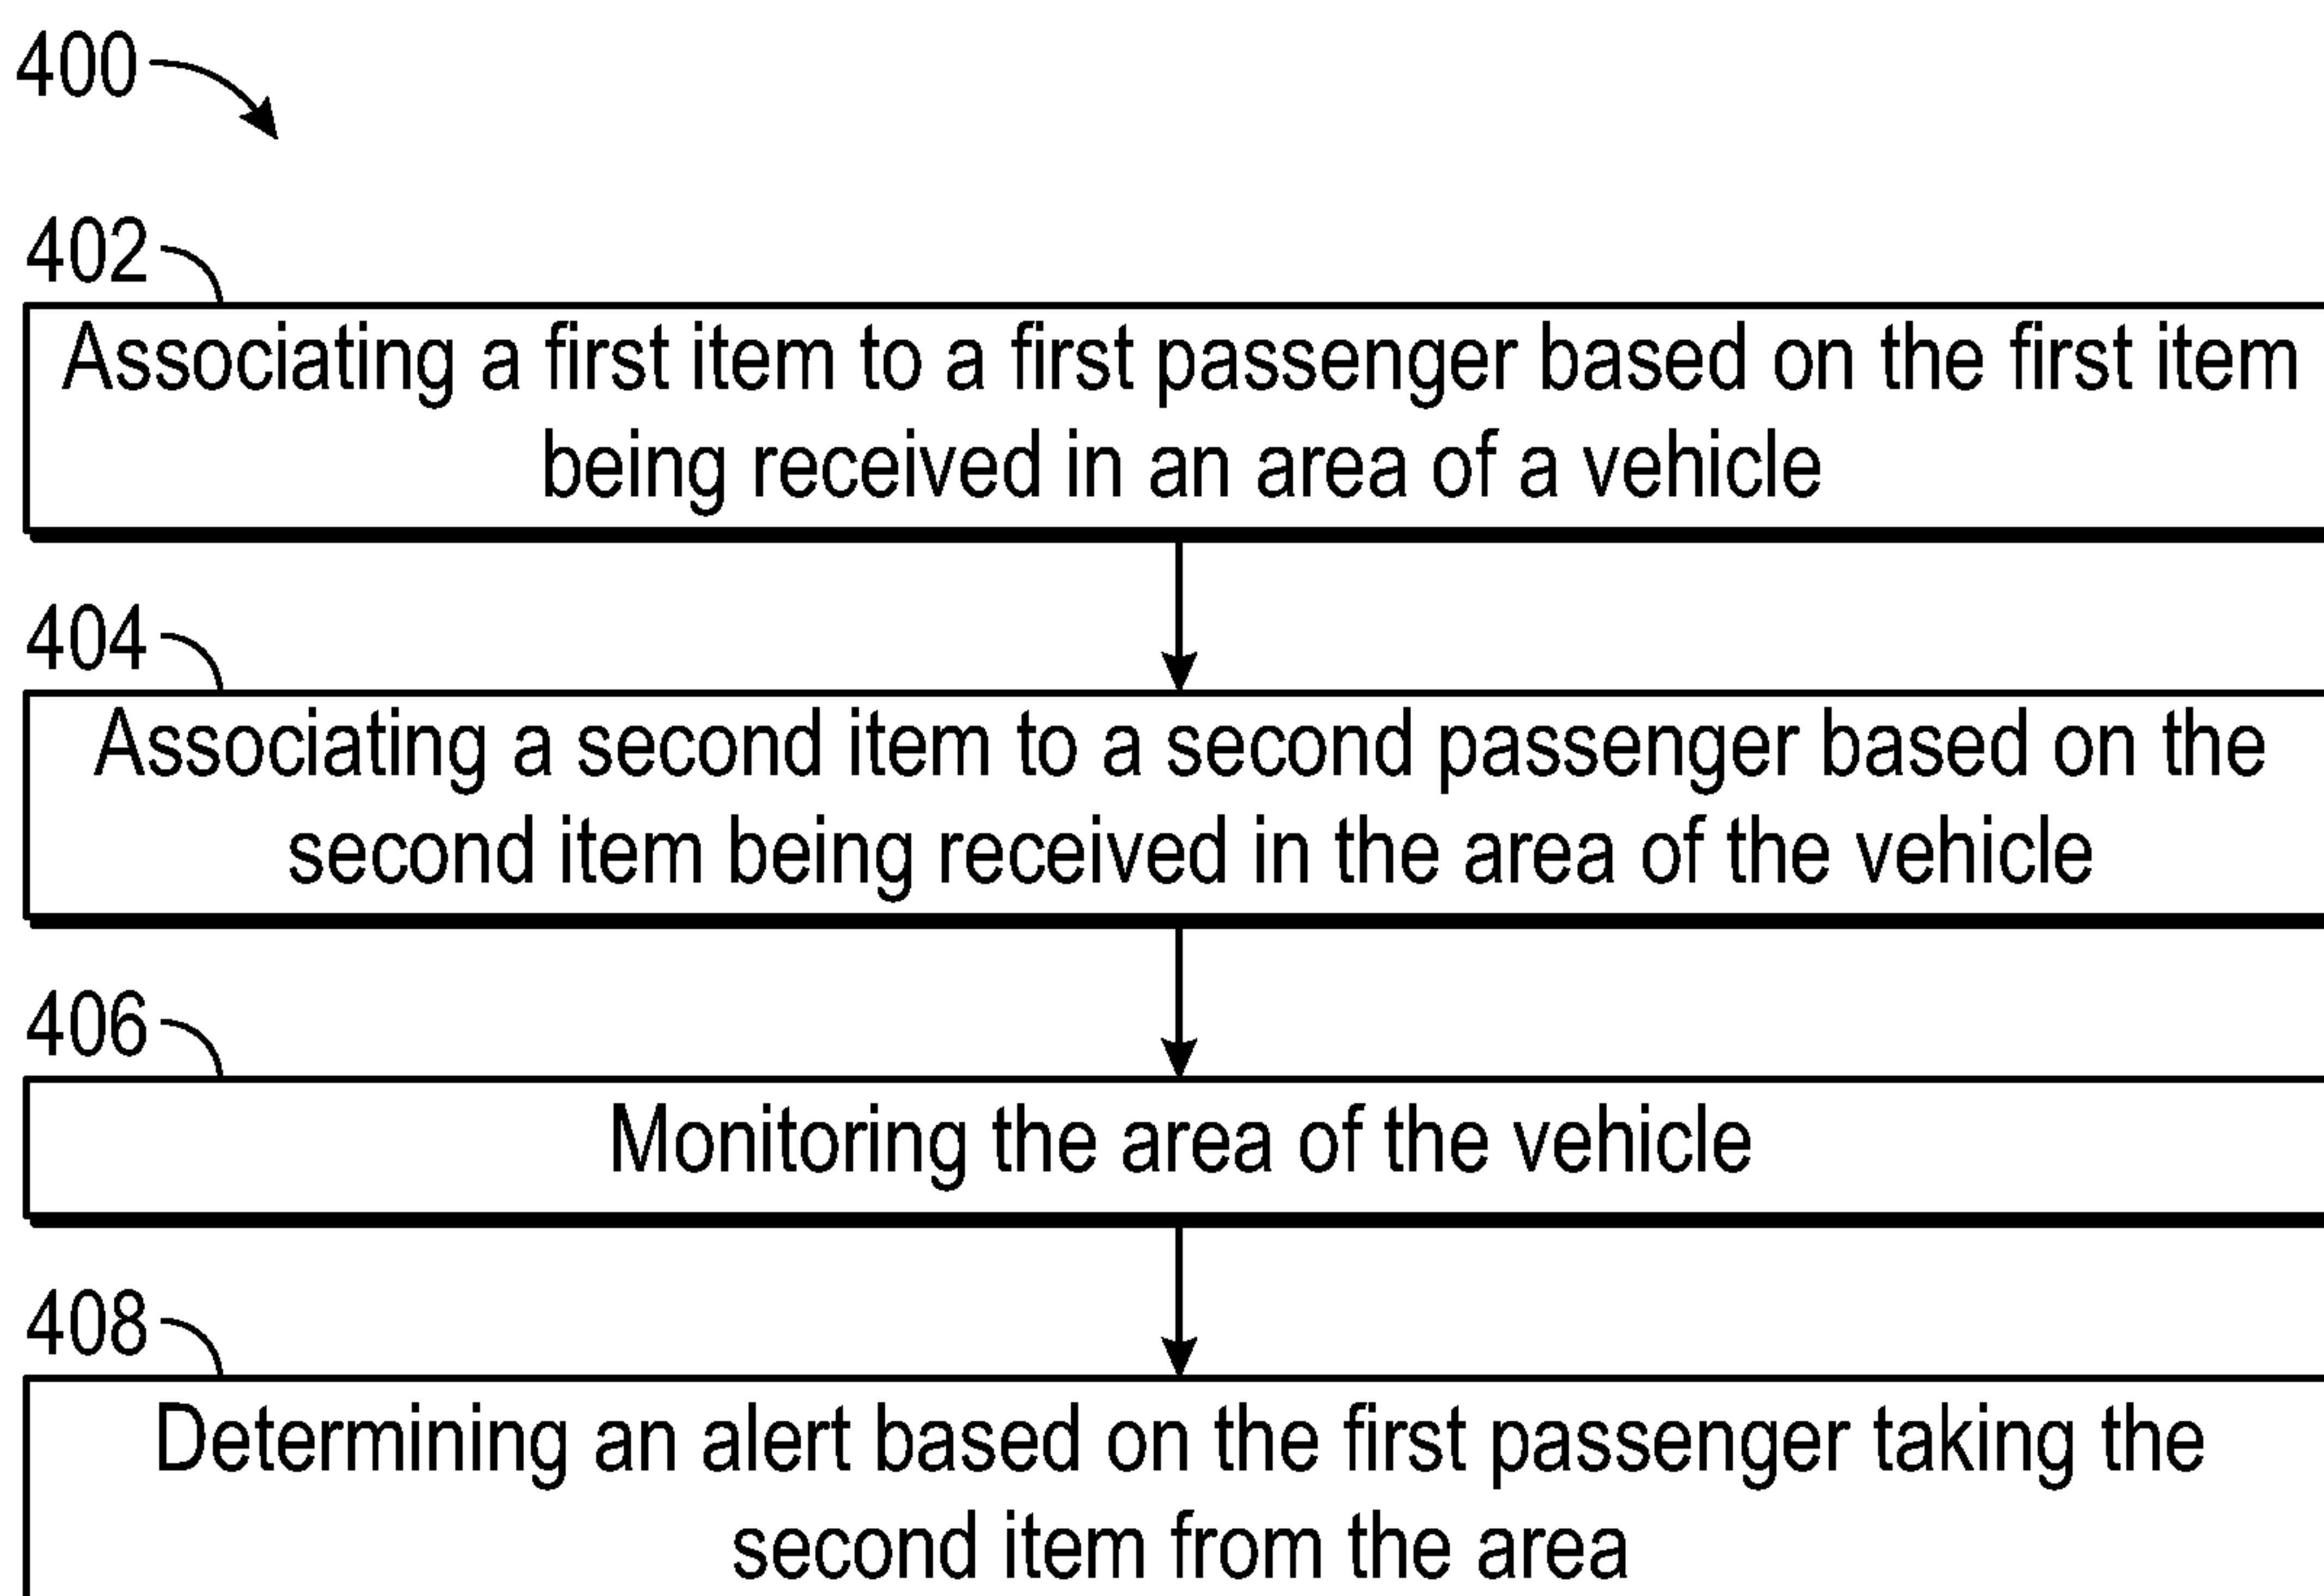 400
402
Associating a first item to a first passenger based on the first item
being received in an area of a vehicle
404
Associating a second item to a second passenger based on the
second item being received in the area of the vehicle
406
Monitoring the area of the vehicle
408
Determining an alert based on the first passenger taking the
second item from the area